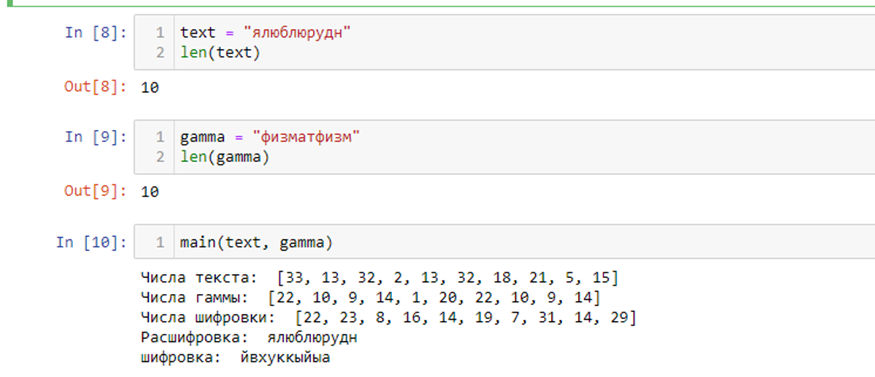 In [8]:
1 text = "ялюблюрудн"
2 len(text)
Out[8]: 10
In [9]:
1 gamma = "физматфизм"
2 len(gamma)
Out[9]: 10
In [10]:
1 main(text, gamma)
Числа текста:  [33, 13, 32, 2, 13, 32, 18, 21, 5, 15]
Числа гаммы:  [22, 10, 9, 14, 1, 20, 22, 10, 9, 14]
Числа шифровки:  [22, 23, 8, 16, 14, 19, 7, 31, 14, 29]
Расшифровка:  ялюблюрудн
шифровка:  йвхуккыйыа